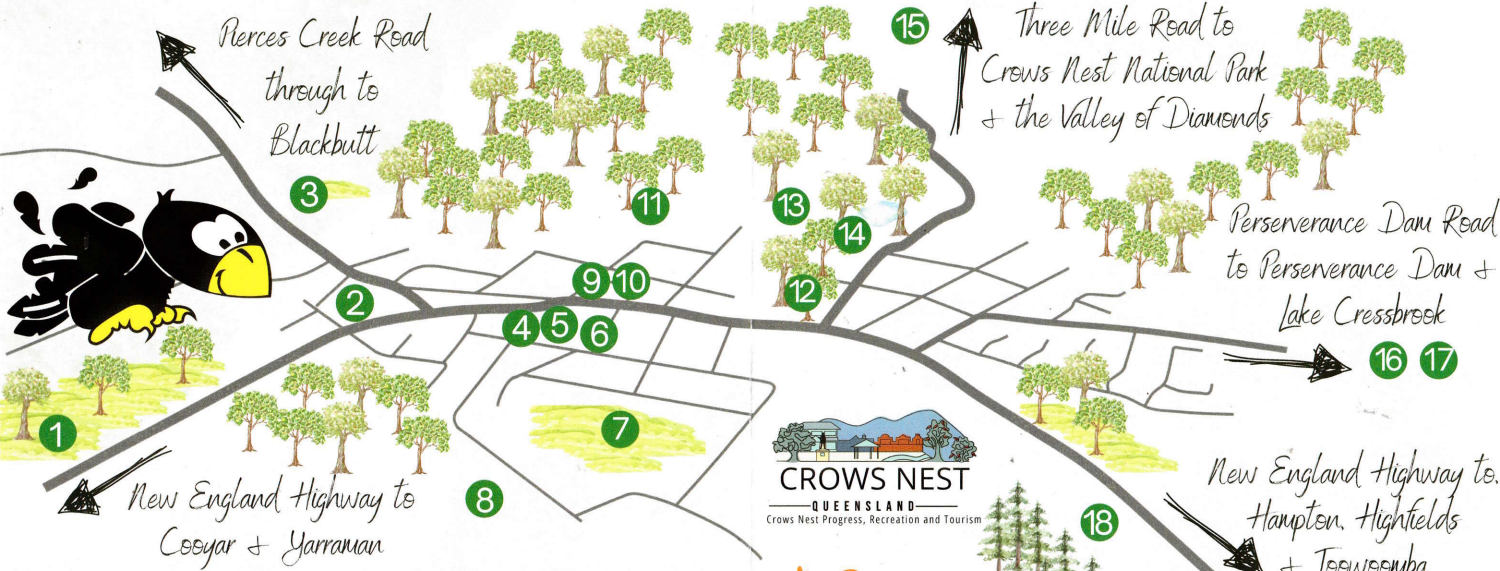 Pierces Creek Road
through to
Blackbutt
15
Three Mile Road to
Crows Nest National Park
& the Valley of Diamonds
3
11
13
14
Perserverance Dam Road
to Perserverance Dam &
Lake Cressbrook
16 17
2
9 10
12
4 5 6
1
7
8
18
New England Highway to
Cooyar & Yarraman
CROWS NEST
QUEENSLAND
Crows Nest Progress, Recreation and Tourism
New England Highway to.
Hampton, Highfields
& Toowoomba